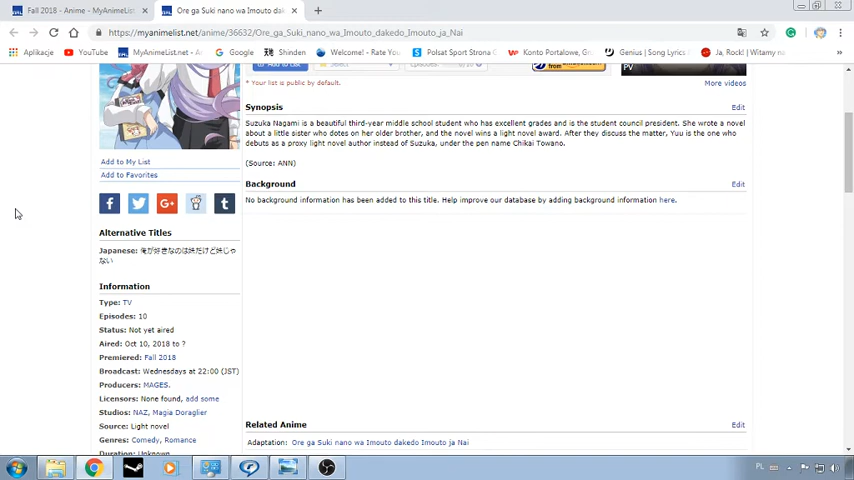 Fall 2018 - Anime - MyAnimeList
Ore ga Suki nano wa Imouto dak
https://myanimelist.net/anime/36632/Ore_ga_Suki_nano_wa_Imouto_dakedo_Imouto_ja_Nai
Aplikacje YouTube MyAnimeList.net - A Google Shinden Welcome! - Rate You Polsat Sport Strona G Konto Portalowe, Gr Genius | Song Lyrics Ja, Rock! | Witamy na »
Add to List Select Episodes:
from amazon
PV
* Your list is public by default.
More videos
Synopsis Edit
Suzuka Nagami is a beautiful third-year middle school student who has excellent grades and is the student council president. She wrote a novel
about a little sister who dotes on her older brother, and the novel wins a light novel award. After they discuss the matter, Yuu is the one who
debuts as a proxy light novel author instead of Suzuka, under the pen name Chikai Towano.
(Source: ANN)
Background Edit
No background information has been added to this title. Help improve our database by adding background information here.
Related Anime Edit
Adaptation: Ore ga Suki nano wa Imouto dakedo Imouto ja Nai
Add to My List
Add to Favorites
Alternative Titles
Japanese: 俺が好きなのは妹だけど妹じゃ
ない
Information
Type: TV
Episodes: 10
Status: Not yet aired
Aired: Oct 10, 2018 to ?
Premiered: Fall 2018
Broadcast: Wednesdays at 22:00 (JST)
Producers: MAGES.
Licensors: None found, add some
Studios: NAZ, Magia Doraglier
Source: Light novel
Genres: Comedy, Romance
Duration: Unknown
PL